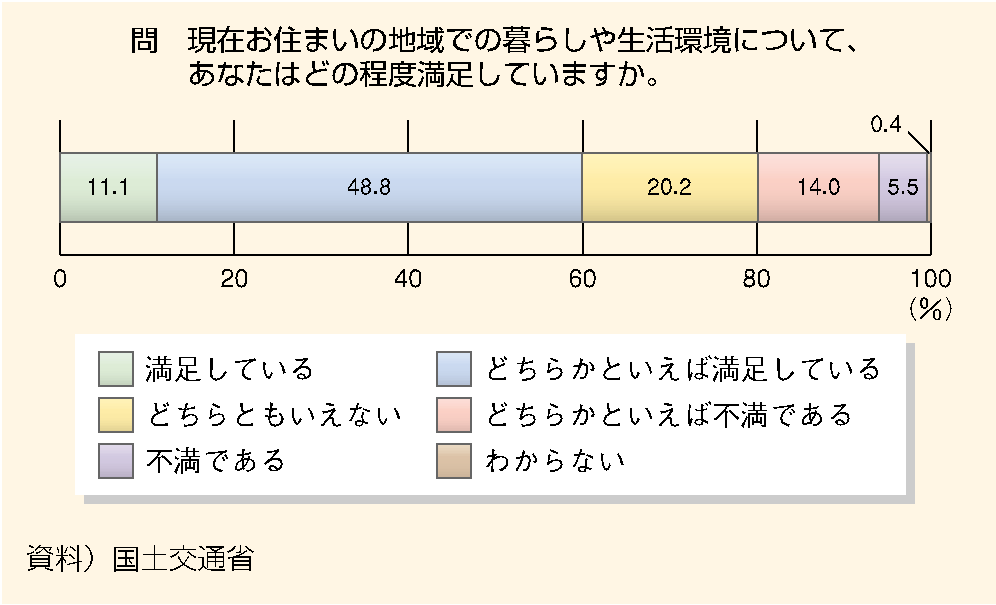 問　現在お住まいの地域での暮らしや生活環境について、
あなたはどの程度満足していますか。
0.4
11.1 48.8 20.2 14.0 5.5
0 20 40 60 80 100
（%）
満足している どちらかといえば満足している
どちらともいえない どちらかといえば不満である
不満である わからない
資料）国土交通省